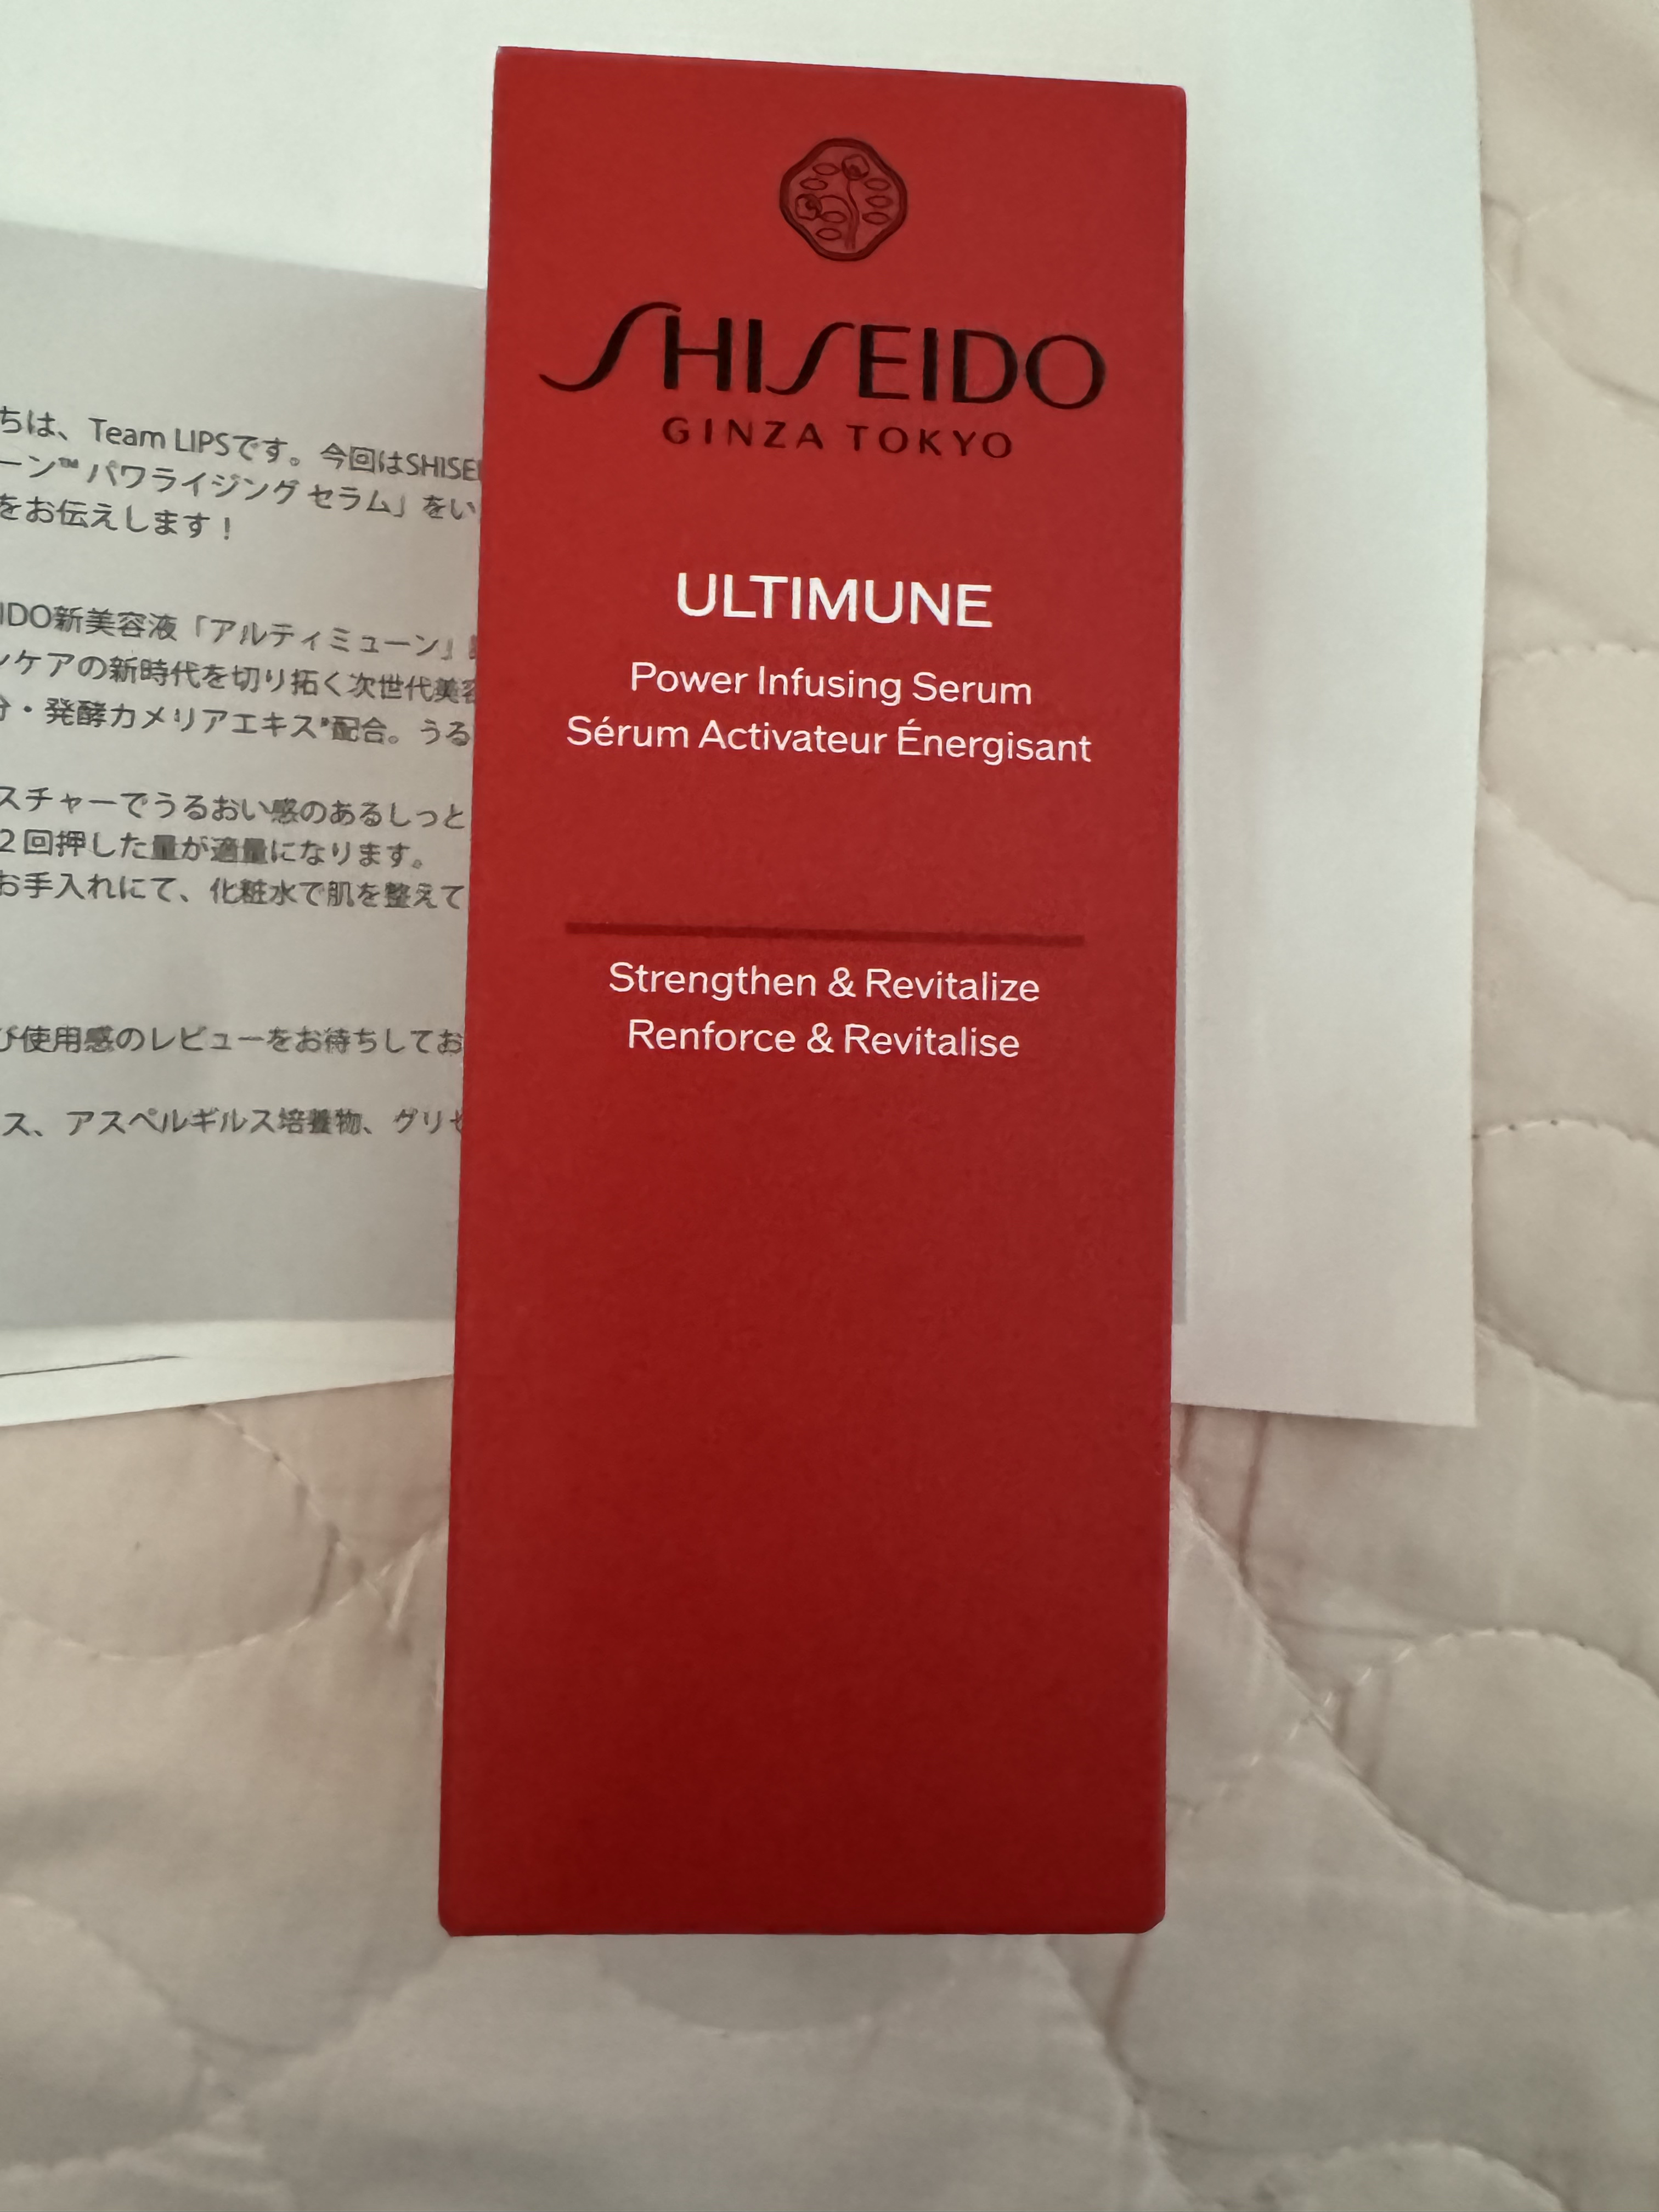 SHISEIDO
GINZA TOKYO
ULTIMUNE
Power Infusing Serum
Sérum Activateur Énergisant
Strengthen & Revitalize
Renforce & Revitalise
ちは、Team LIPSです。今回はSHISE
ーン™ パワライジング セラム」をい
をお伝えします！
IDO新美容液「アルティミューン」
ケアの新時代を切り拓く次世代美容
・発酵カメリアエキス*配合。うる
スチャーでうるおい感のあるしっと
2回押した量が適量になります。
お手入れにて、化粧水で肌を整えて
び使用感のレビューをお待ちしてお
ス、アスペルギルス培養物、グリセ